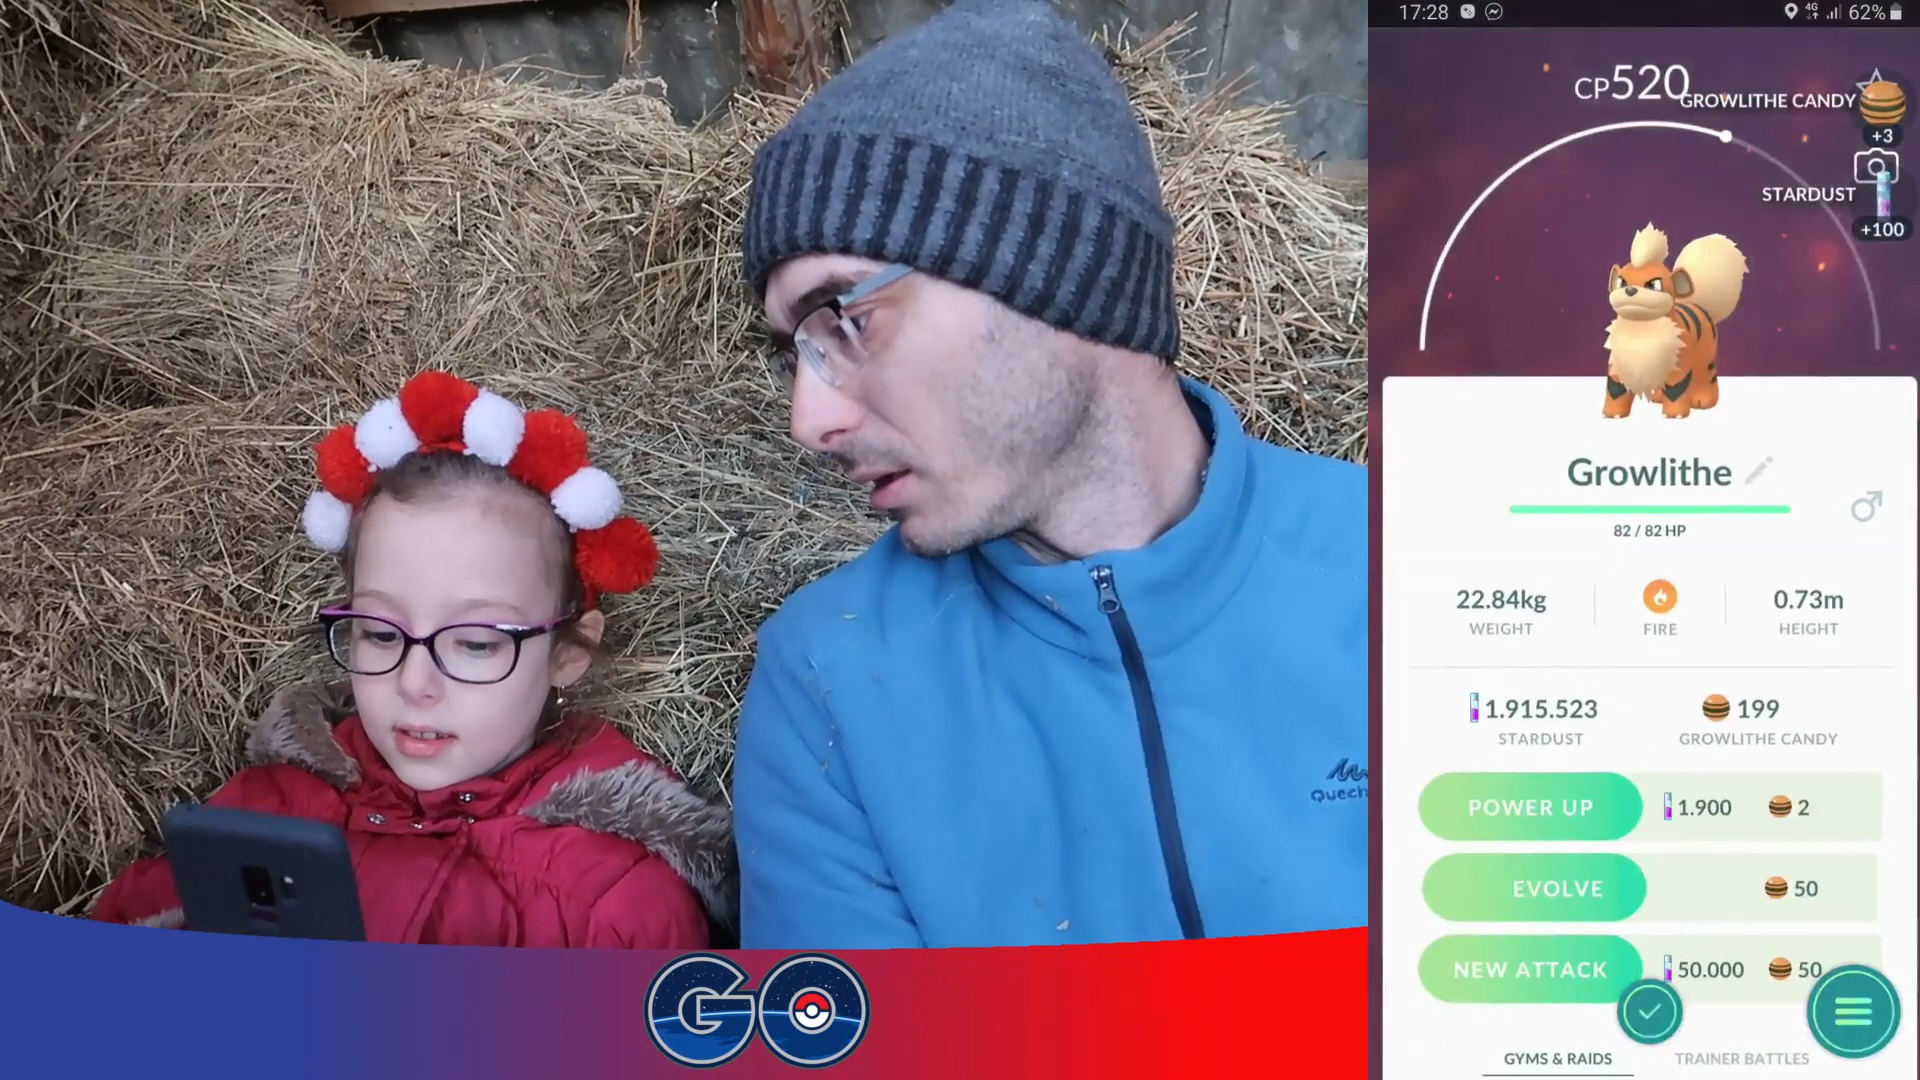 17:28
4G 62%
CP520
GROWLITHE CANDY
+3
STARDUST
+100
Growlithe
82 / 82 HP
22.84kg
WEIGHT
FIRE
0.73m
HEIGHT
1.915.523
STARDUST
199
GROWLITHE CANDY
POWER UP 1.900 2
EVOLVE 50
NEW ATTACK 50.000 50
GYMS & RAIDS TRAINER BATTLES
Quech
GO